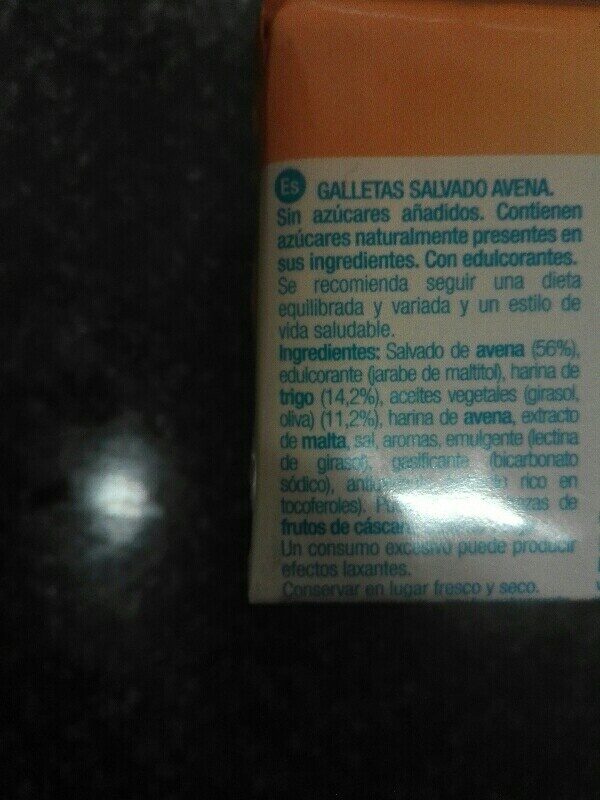 Es GALLETAS SALVADO AVENA.
Sin azúcares añadidos. Contienen
azúcares naturalmente presentes en
sus ingredientes. Con edulcorantes.
Se recomienda seguir una dieta
equilibrada y variada y un estilo de
vida saludable.
Ingredientes: Salvado de avena (56%),
edulcorante (jarabe de maltitol), harina de
trigo (14,2%), aceites vegetales (girasol,
oliva) (11,2%), harina de avena, extracto
de malta, sal, aromas, emulgente (lectina
de girasol), gasificante (bicarbonato
sódico), rico en
tocoferoles). de
frutos de
Un consumo excesivo puede producir
efectos laxantes.
Conservar en lugar fresco y seco.